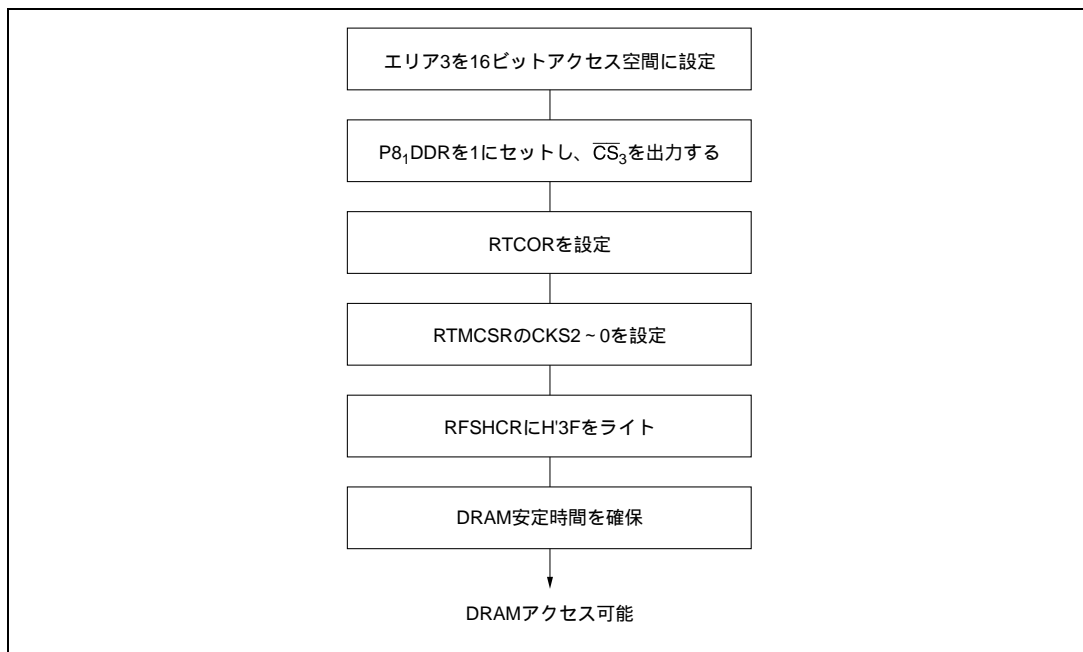 エリア3を16ビットアクセス空間に設定
P8₁DDRを1にセットし、C̅S̅₃を出力する
RTCORを設定
RTMCSRのCKS2～0を設定
RFSHCRにH'3Fをライト
DRAM安定時間を確保
DRAMアクセス可能